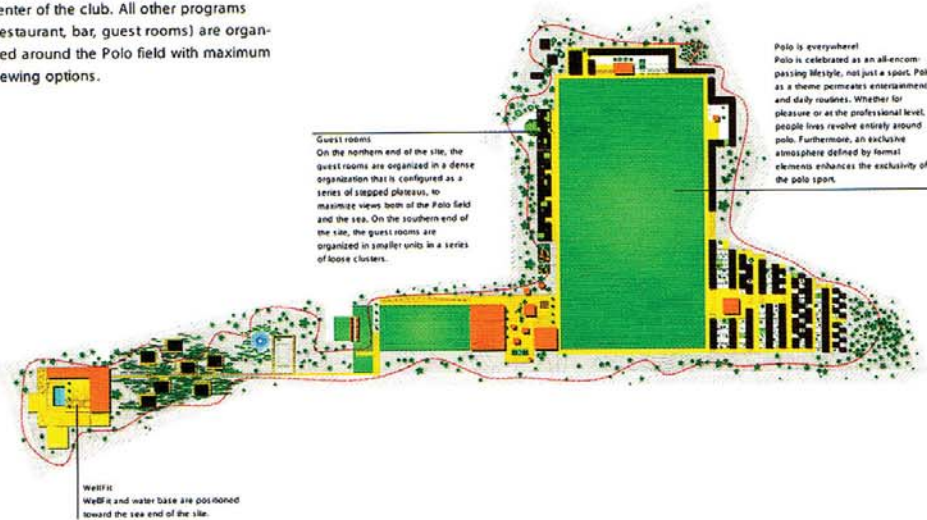 enter of the club. All other programs
estaurant, bar, guest rooms) are organ-
ed around the Polo field with maximum
ewing options.
Guest rooms
On the northern end of the site, the
guest rooms are organized in a dense
organization that is configured as a
series of stepped plateaus, to
maximize views both of the Polo field
and the sea. On the southern end of
the site, the guest rooms are
organized in smaller units in a series
of loose clusters.
Polo is everywhere!
Polo is celebrated as an all-encom-
passing lifestyle, not just a sport. Polo
as a theme permeates entertainment
and daily routines. Whether for
pleasure or at the professional level,
people lives revolve entirely around
polo. Furthermore, an exclusive
atmosphere defined by formal
elements enhances the exclusivity of
the polo sport.
WellFit
WellFit and water base are positioned
toward the sea end of the site.